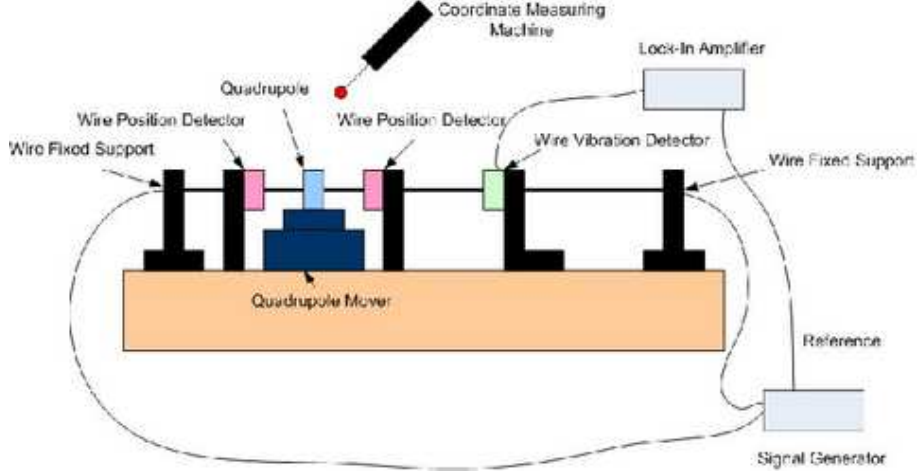 Coordinate Measuring
Machine
Lock-In Amplifier
Quadrupole
Wire Position Detector
Wire Position Detector
Wire Vibration Detector
Wire Fixed Support
Wire Fixed Support
Quadrupole Mover
Reference
Signal Generator